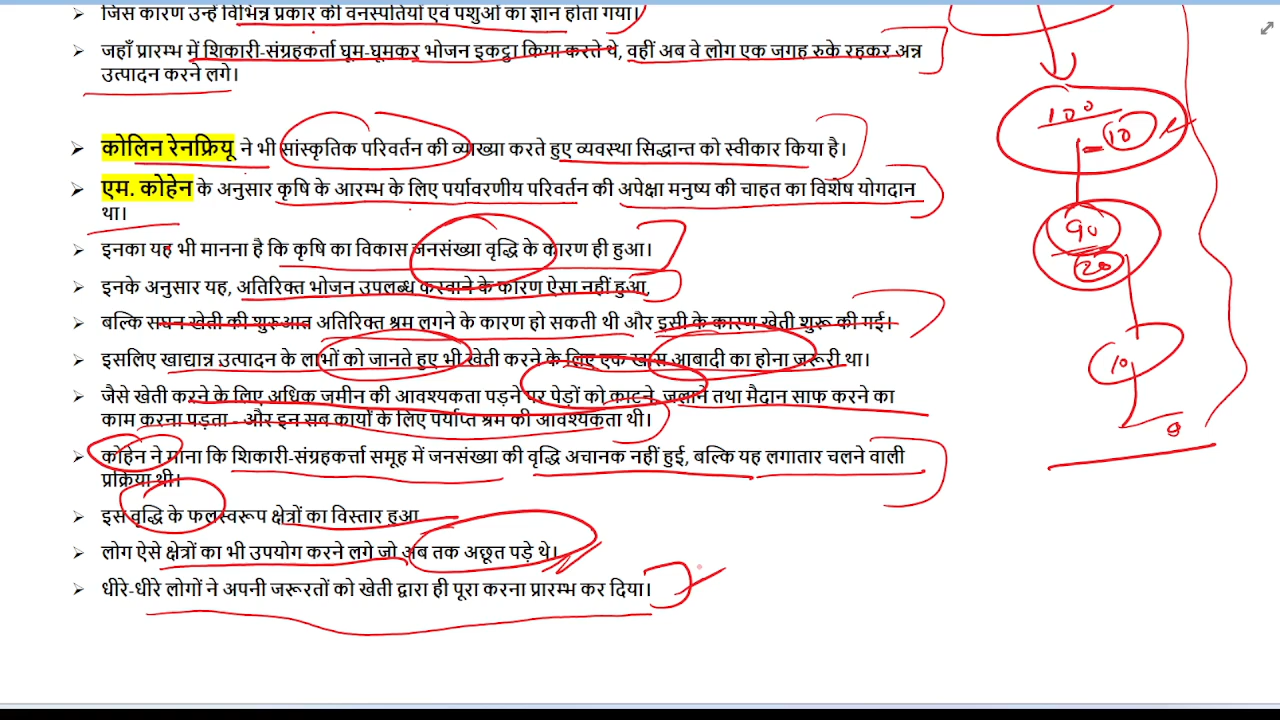 ➢ जिस कारण उन्हें विभिन्न प्रकार की वनस्पतियों एवं पशुओं का ज्ञान होता गया।
➢ जहाँ प्रारम्भ में शिकारी-संग्रहकर्ता घूम-घूमकर भोजन इकट्ठा किया करते थे, वहीं अब वे लोग एक जगह रुके रहकर अन्न
उत्पादन करने लगे।
➢ कोलिन रेनफ्रियू ने भी सांस्कृतिक परिवर्तन की व्याख्या करते हुए व्यवस्था सिद्धान्त को स्वीकार किया है।
➢ एम. कोहेन के अनुसार कृषि के आरम्भ के लिए पर्यावरणीय परिवर्तन की अपेक्षा मनुष्य की चाहत का विशेष योगदान
था।
➢ इनका यह भी मानना है कि कृषि का विकास जनसंख्या वृद्धि के कारण ही हुआ।
➢ इनके अनुसार यह, अतिरिक्त भोजन उपलब्ध करवाने के कारण ऐसा नहीं हुआ,
➢ बल्कि सघन खेती की शुरुआत अतिरिक्त श्रम लगने के कारण हो सकती थी और इसी के कारण खेती शुरू की गई।
➢ इसलिए खाद्यान्न उत्पादन के लाभों को जानते हुए भी खेती करने के लिए एक खास आबादी का होना जरूरी था।
➢ जैसे खेती करने के लिए अधिक जमीन की आवश्यकता पड़ने पर पेड़ों को काटने, जलाने तथा मैदान साफ करने का
काम करना पड़ता - और इन सब कार्यों के लिए पर्याप्त श्रम की आवश्यकता थी।
➢ कोहेन ने माना कि शिकारी-संग्रहकर्त्ता समूह में जनसंख्या की वृद्धि अचानक नहीं हुई, बल्कि यह लगातार चलने वाली
प्रक्रिया थी।
➢ इस वृद्धि के फलस्वरूप क्षेत्रों का विस्तार हुआ
➢ लोग ऐसे क्षेत्रों का भी उपयोग करने लगे जो अब तक अछूत पड़े थे।
➢ धीरे-धीरे लोगों ने अपनी जरूरतों को खेती द्वारा ही पूरा करना प्रारम्भ कर दिया।
100
- 10
90
20
10